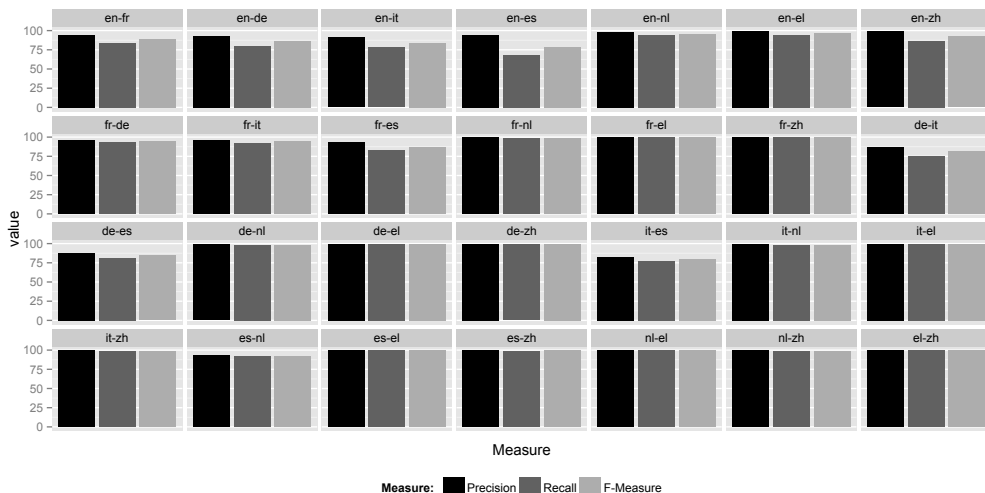 en-fr en-de en-it en-es en-nl en-el en-zh
100
75
50
25
0
fr-de fr-it fr-es fr-nl fr-el fr-zh de-it
100
75
50
25
0
de-es de-nl de-el de-zh it-es it-nl it-el
100
75
50
25
0
it-zh es-nl es-el es-zh nl-el nl-zh el-zh
100
75
50
25
0
value
Measure
Measure: Precision Recall F-Measure